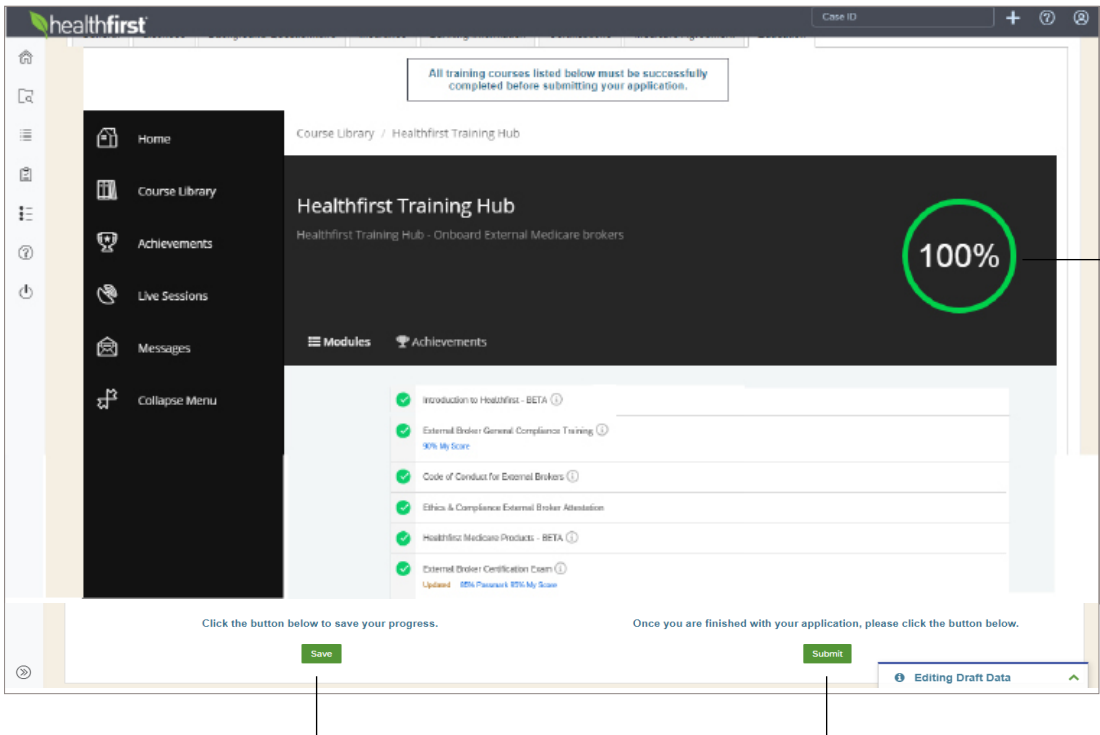 healthfirst
Case ID
All training courses listed below must be successfully
completed before submitting your application.
Home
Course Library
Achievements
Live Sessions
Messages
Collapse Menu
Course Library / Healthfirst Training Hub
Healthfirst Training Hub
Healthfirst Training Hub - Onboard External Medicare brokers
100%
Modules
Achievements
Introduction to Healthfirst - BETA
External Broker General Compliance Training
90% My Score
Code of Conduct for External Brokers
Ethics & Compliance External Broker Attestation
Healthfirst Medicare Products - BETA
External Broker Certification Exam
Updated 85% Passmark 95% My Score
Click the button below to save your progress.
Save
Once you are finished with your application, please click the button below.
Submit
Editing Draft Data